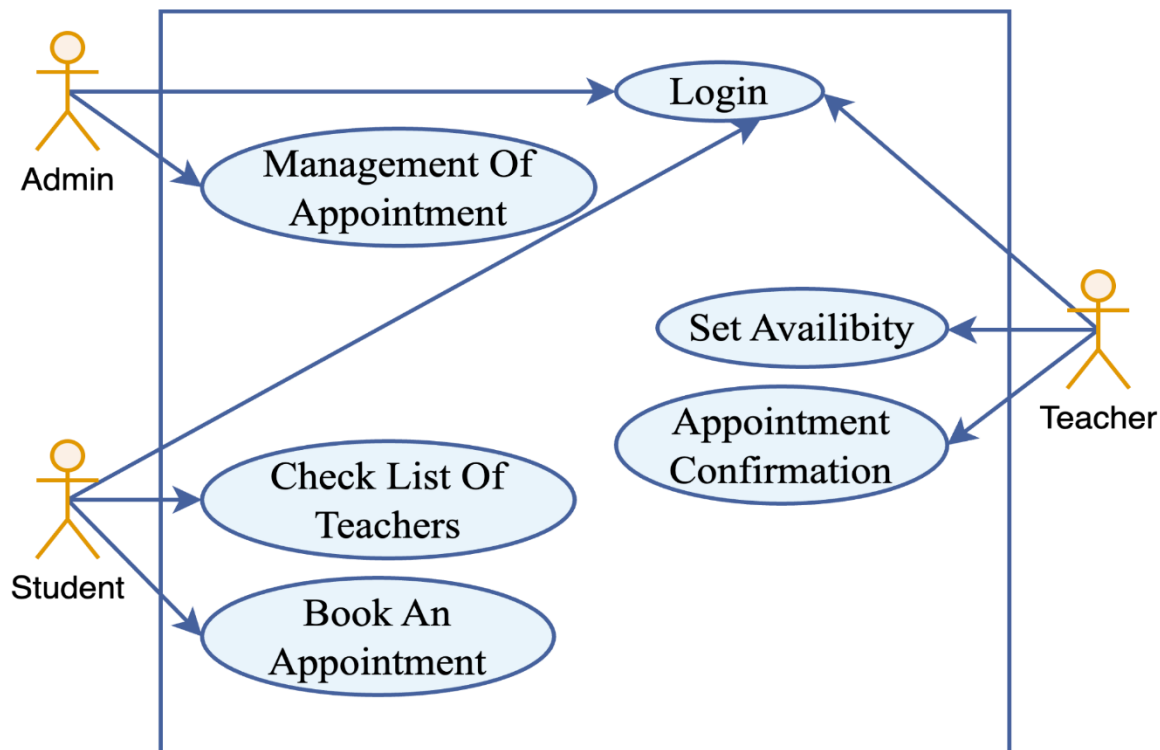 Login
Management Of
Appointment
Admin
Set Availibity
Teacher
Appointment
Confirmation
Check List Of
Teachers
Student
Book An
Appointment